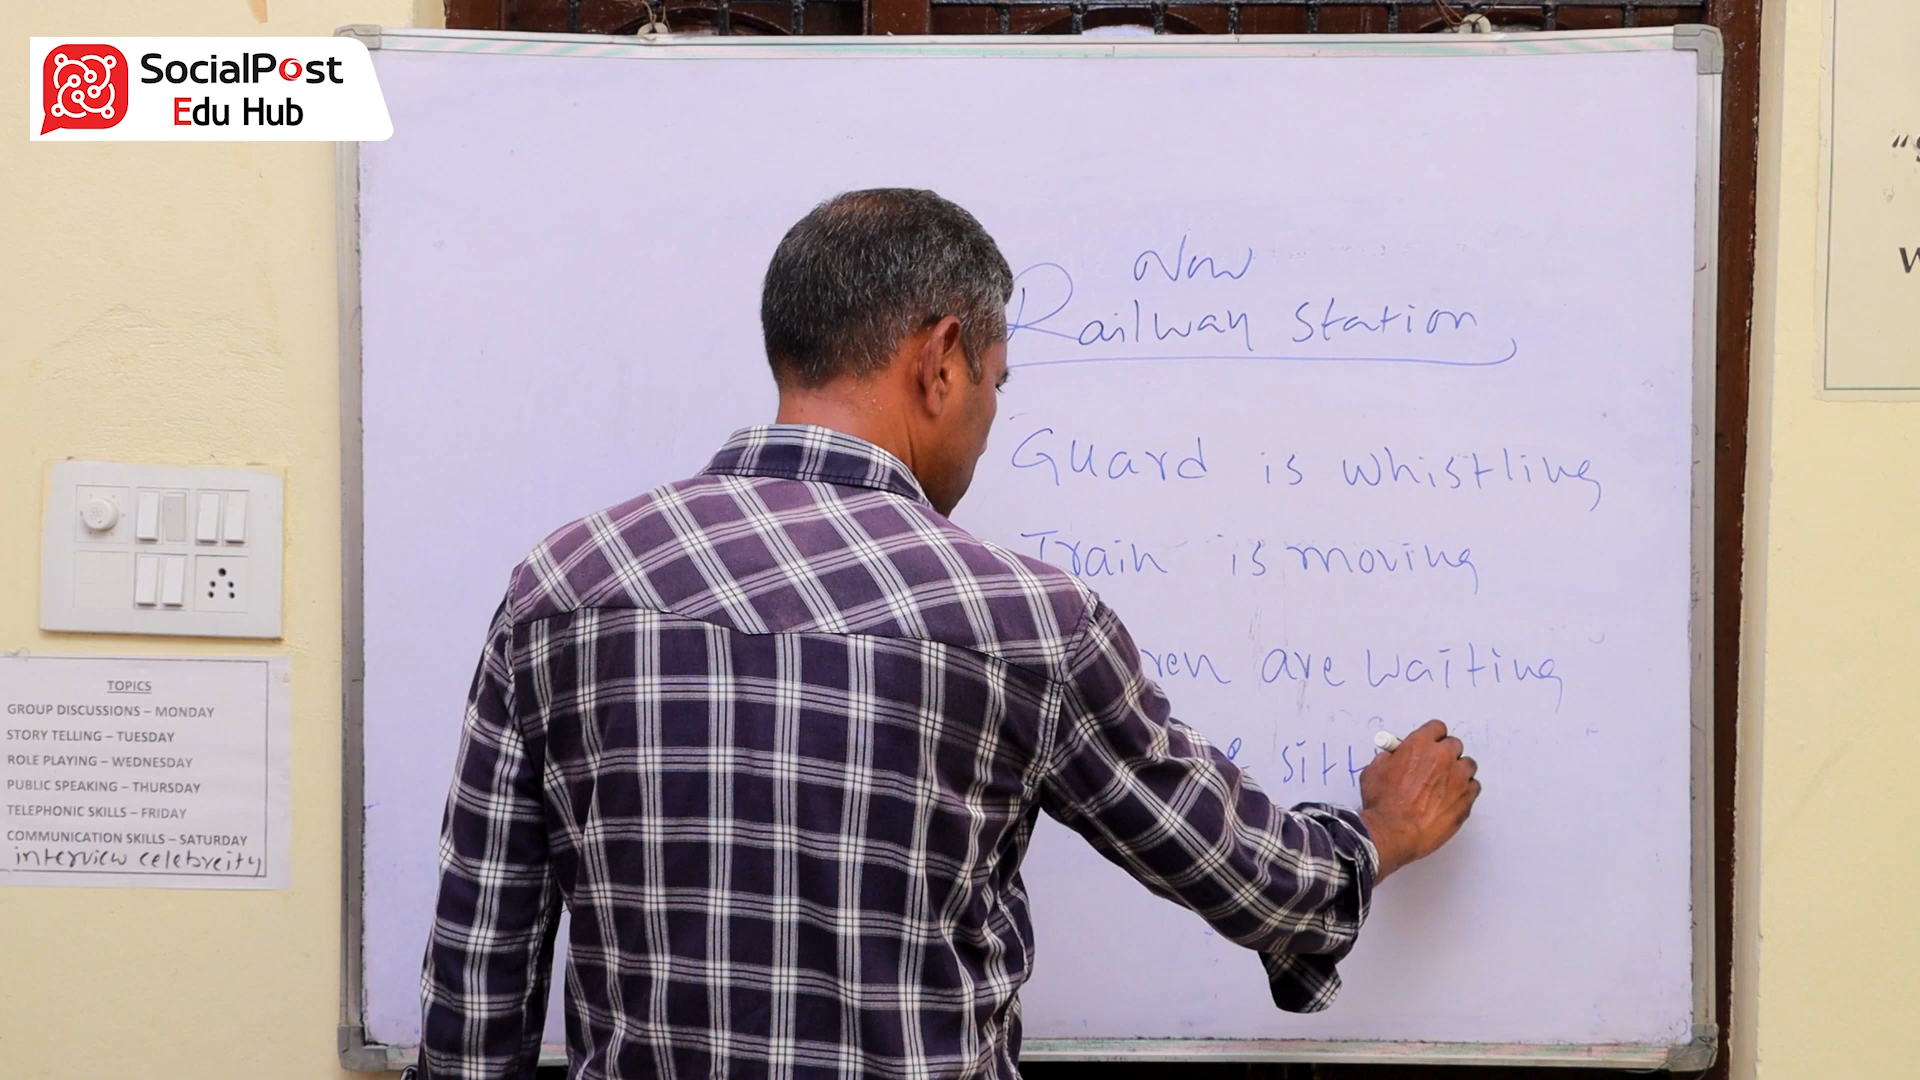 SocialPost
Edu Hub
Now
Railway Station
Guard is whistling
Train is moving
are waiting
TOPICS
GROUP DISCUSSIONS – MONDAY
STORY TELLING – TUESDAY
ROLE PLAYING – WEDNESDAY
PUBLIC SPEAKING – THURSDAY
TELEPHONIC SKILLS – FRIDAY
COMMUNICATION SKILLS – SATURDAY
interview celebreity